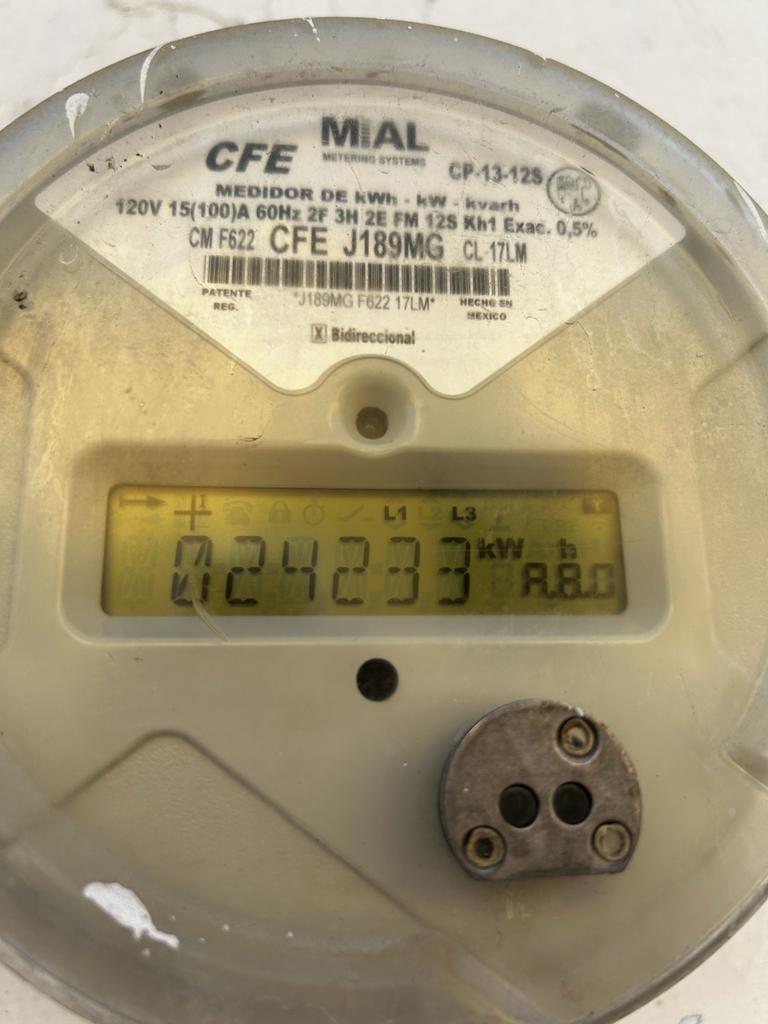 CFE
MIAL
METERING SYSTEMS
CP-13-12S
MEDIDOR DE kWh - kW - kvarh
120V 15(100)A 60Hz 2F 3H 2E FM 12S Kh1 Exac. 0,5%
CM F622 CFE J189MG CL 17LM
PATENTE REG.
*J189MG F622 17LM*
HECHO EN MEXICO
X Bidireccional
L1 L3
024233 kW h